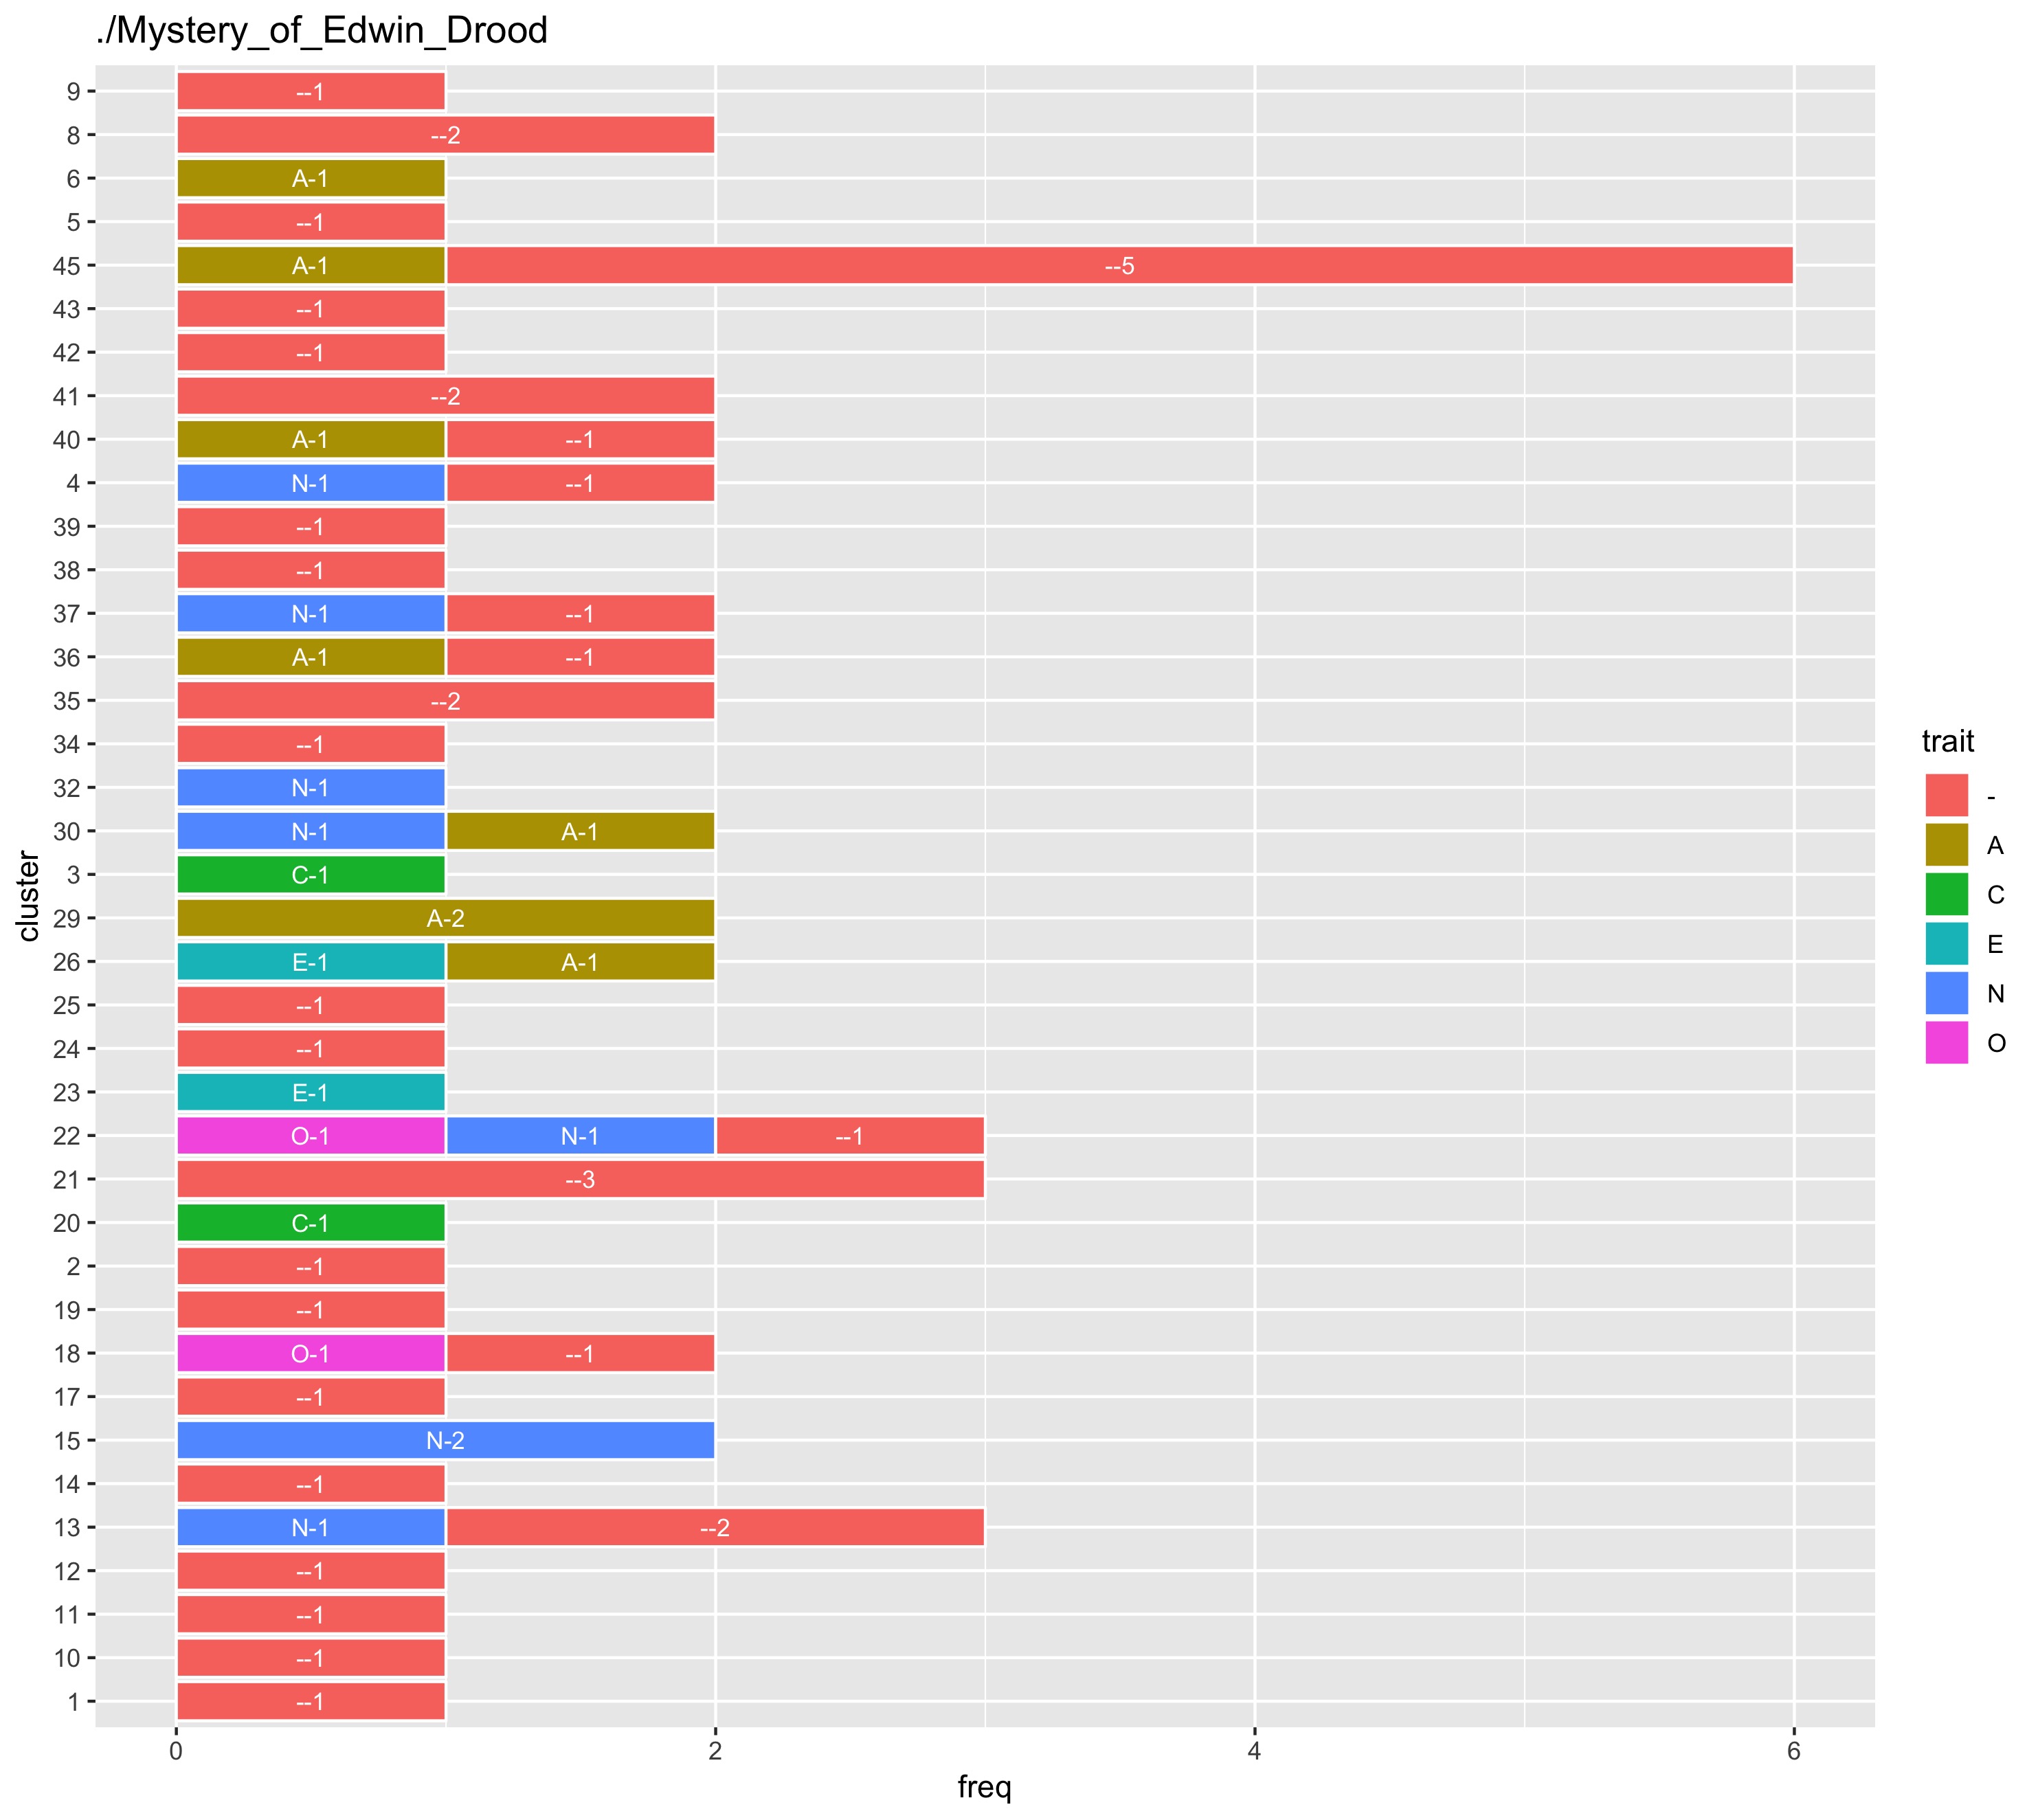 ./Mystery_of_Edwin_Drood
9 --1
8 --2
6 A-1
5 --1
45 A-1 --5
43 --1
42 --1
41 --2
40 A-1 --1
4 N-1 --1
39 --1
38 --1
37 N-1 --1
36 A-1 --1
35 --2
34 --1
32 N-1
30 N-1 A-1
3 C-1
29 A-2
26 E-1 A-1
25 --1
24 --1
23 E-1
22 O-1 N-1 --1
21 --3
20 C-1
2 --1
19 --1
18 O-1 --1
17 --1
15 N-2
14 --1
13 N-1 --2
12 --1
11 --1
10 --1
1 --1
0 2 4 6
freq
cluster
trait
-
A
C
E
N
O